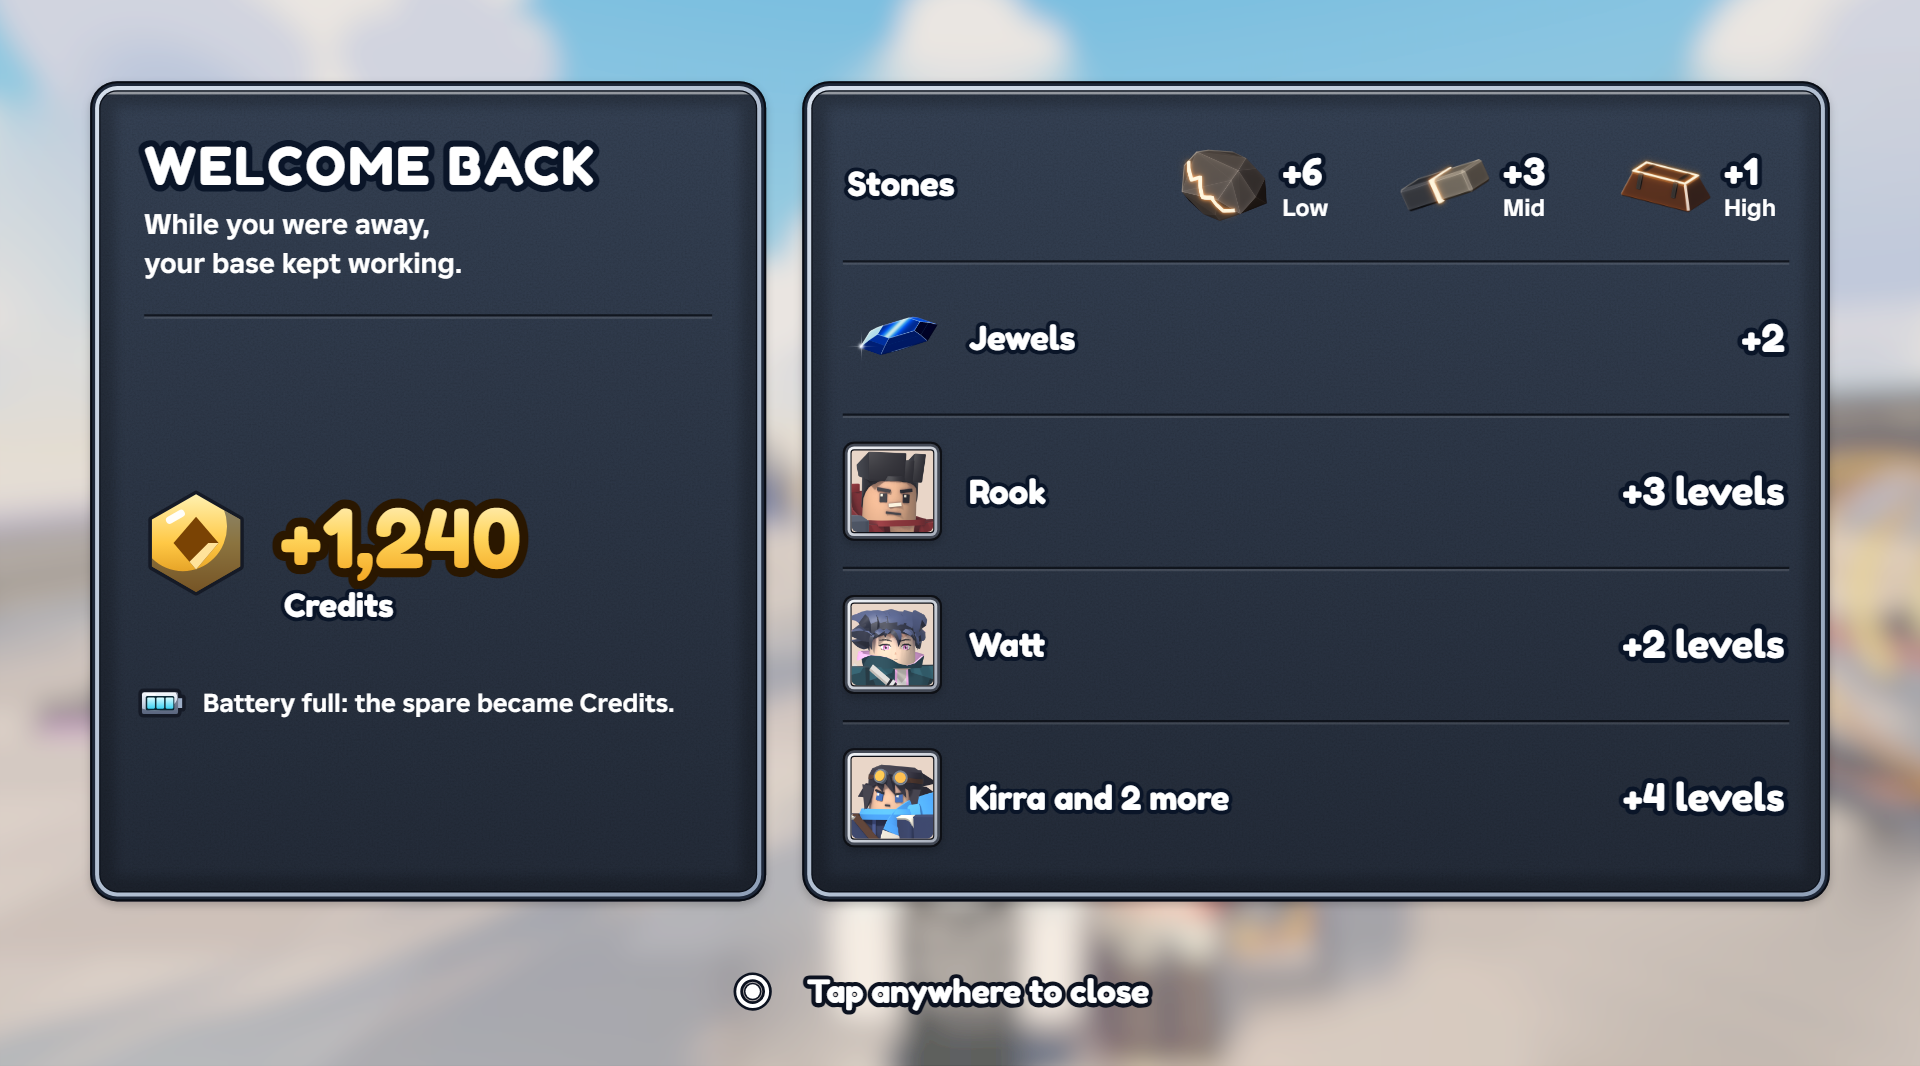 WELCOME BACK
While you were away,
your base kept working.
+1,240
Credits
Battery full: the spare became Credits.
Stones
+6
Low
+3
Mid
+1
High
Jewels
+2
Rook
+3 levels
Watt
+2 levels
Kirra and 2 more
+4 levels
Tap anywhere to close